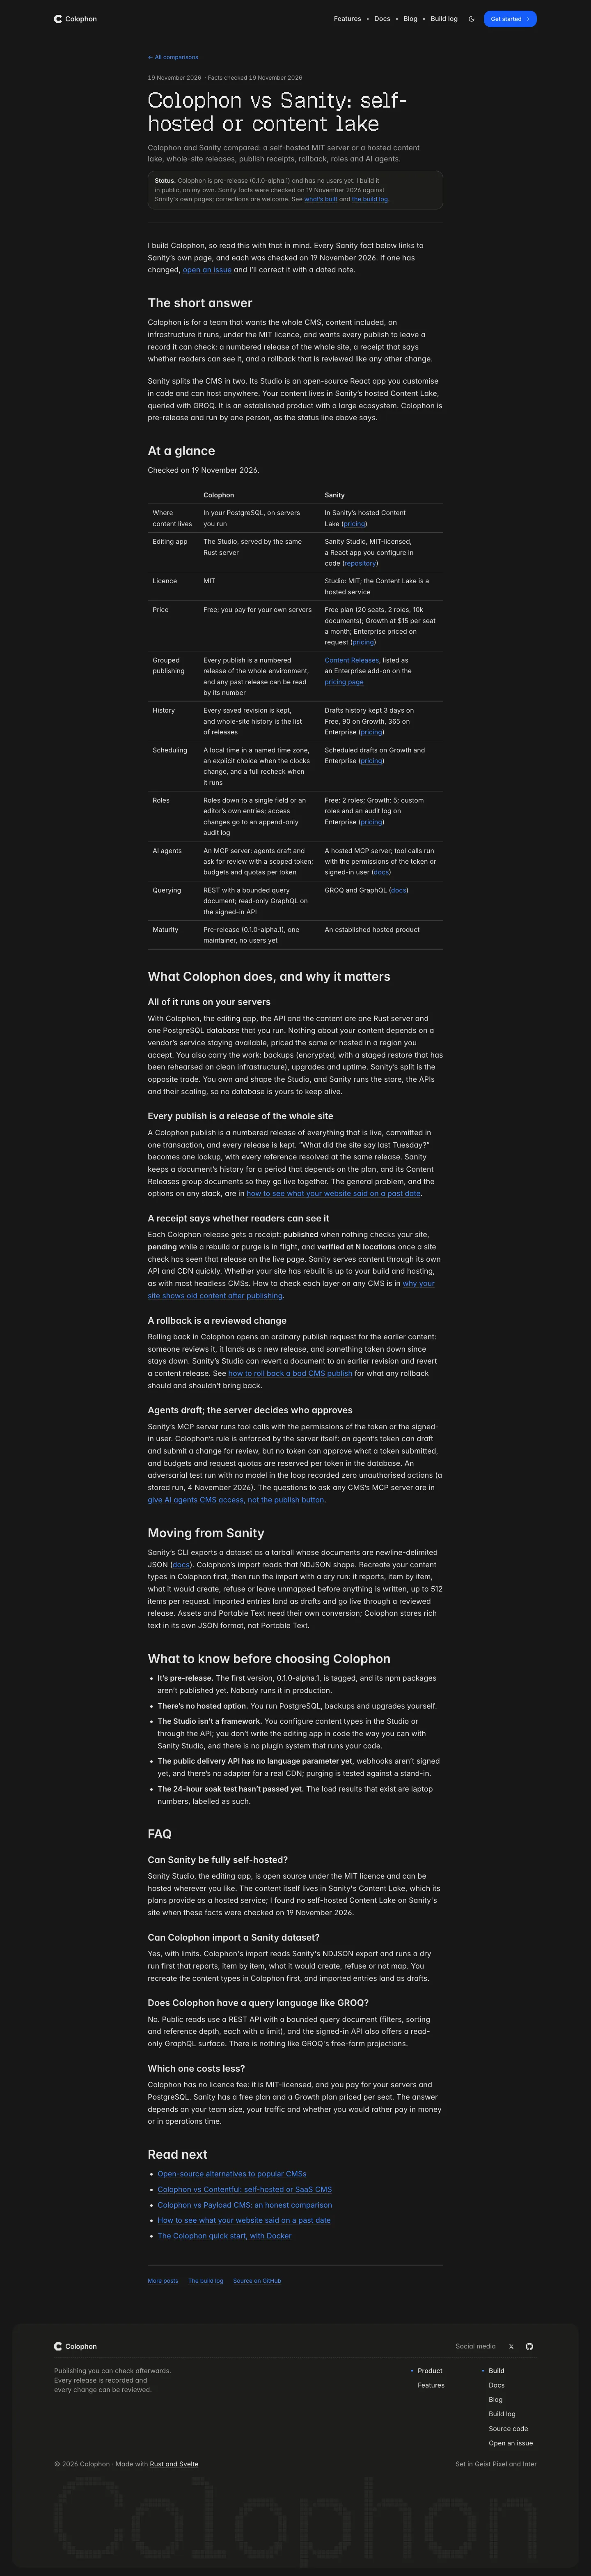 Colophon
Features • Docs • Blog • Build log
Get started
← All comparisons
19 November 2026 · Facts checked 19 November 2026
Colophon vs Sanity: self-
hosted or content lake
Colophon and Sanity compared: a self-hosted MIT server or a hosted content
lake, whole-site releases, publish receipts, rollback, roles and AI agents.
Status. Colophon is pre-release (0.1.0-alpha.1) and has no users yet. I build it
in public, on my own. Sanity facts were checked on 19 November 2026 against
Sanity's own pages; corrections are welcome. See what's built and the build log.
I build Colophon, so read this with that in mind. Every Sanity fact below links to
Sanity's own page, and each was checked on 19 November 2026. If one has
changed, open an issue and I'll correct it with a dated note.
The short answer
Colophon is for a team that wants the whole CMS, content included, on
infrastructure it runs, under the MIT licence, and wants every publish to leave a
record it can check: a numbered release of the whole site, a receipt that says
whether readers can see it, and a rollback that is reviewed like any other change.
Sanity splits the CMS in two. Its Studio is an open-source React app you customise
in code and can host anywhere. Your content lives in Sanity's hosted Content Lake,
queried with GROQ. It is an established product with a large ecosystem. Colophon is
pre-release and run by one person, as the status line above says.
At a glance
Checked on 19 November 2026.
Colophon Sanity
Where In your PostgreSQL, on servers In Sanity's hosted Content
content lives you run Lake (pricing)
Editing app The Studio, served by the same Sanity Studio, MIT-licensed,
Rust server a React app you configure in
code (repository)
Licence MIT Studio: MIT; the Content Lake is a
hosted service
Price Free; you pay for your own servers Free plan (20 seats, 2 roles, 10k
documents); Growth at $15 per seat
a month; Enterprise priced on
request (pricing)
Grouped Every publish is a numbered Content Releases, listed as
publishing release of the whole environment, an Enterprise add-on on the
and any past release can be read pricing page
by its number
History Every saved revision is kept, Drafts history kept 3 days on
and whole-site history is the list Free, 90 on Growth, 365 on
of releases Enterprise (pricing)
Scheduling A local time in a named time zone, Scheduled drafts on Growth and
an explicit choice when the clocks Enterprise (pricing)
change, and a full recheck when
it runs
Roles Roles down to a single field or an Free: 2 roles; Growth: 5; custom
editor's own entries; access roles and an audit log on
changes go to an append-only Enterprise (pricing)
audit log
AI agents An MCP server: agents draft and A hosted MCP server; tool calls run
ask for review with a scoped token; with the permissions of the token or
budgets and quotas per token signed-in user (docs)
Querying REST with a bounded query GROQ and GraphQL (docs)
document; read-only GraphQL on
the signed-in API
Maturity Pre-release (0.1.0-alpha.1), one An established hosted product
maintainer, no users yet
What Colophon does, and why it matters
All of it runs on your servers
With Colophon, the editing app, the API and the content are one Rust server and
one PostgreSQL database that you run. Nothing about your content depends on a
vendor's service staying available, priced the same or hosted in a region you
accept. You also carry the work: backups (encrypted, with a staged restore that has
been rehearsed on clean infrastructure), upgrades and uptime. Sanity's split is the
opposite trade. You own and shape the Studio, and Sanity runs the store, the APIs
and their scaling, so no database is yours to keep alive.
Every publish is a release of the whole site
A Colophon publish is a numbered release of everything that is live, committed in
one transaction, and every release is kept. "What did the site say last Tuesday?"
becomes one lookup, with every reference resolved at the same release. Sanity
keeps a document's history for a period that depends on the plan, and its Content
Releases group documents so they go live together. The general problem, and the
options on any stack, are in how to see what your website said on a past date.
A receipt says whether readers can see it
Each Colophon release gets a receipt: published when nothing checks your site,
pending while a rebuild or purge is in flight, and verified at N locations once a site
check has seen that release on the live page. Sanity serves content through its own
API and CDN quickly. Whether your site has rebuilt is up to your build and hosting,
as with most headless CMSs. How to check each layer on any CMS is in why your
site shows old content after publishing.
A rollback is a reviewed change
Rolling back in Colophon opens an ordinary publish request for the earlier content:
someone reviews it, it lands as a new release, and something taken down since
stays down. Sanity's Studio can revert a document to an earlier revision and revert
a content release. See how to roll back a bad CMS publish for what any rollback
should and shouldn't bring back.
Agents draft; the server decides who approves
Sanity's MCP server runs tool calls with the permissions of the token or the signed-
in user. Colophon's rule is enforced by the server itself: an agent's token can draft
and submit a change for review, but no token can approve what a token submitted,
and budgets and request quotas are reserved per token in the database. An
adversarial test run with no model in the loop recorded zero unauthorised actions (a
stored run, 4 November 2026). The questions to ask any CMS's MCP server are in
give AI agents CMS access, not the publish button.
Moving from Sanity
Sanity's CLI exports a dataset as a tarball whose documents are newline-delimited
JSON (docs). Colophon's import reads that NDJSON shape. Recreate your content
types in Colophon first, then run the import with a dry run: it reports, item by item,
what it would create, refuse or leave unmapped before anything is written, up to 512
items per request. Imported entries land as drafts and go live through a reviewed
release. Assets and Portable Text need their own conversion; Colophon stores rich
text in its own JSON format, not Portable Text.
What to know before choosing Colophon
• It's pre-release. The first version, 0.1.0-alpha.1, is tagged, and its npm packages
aren't published yet. Nobody runs it in production.
• There's no hosted option. You run PostgreSQL, backups and upgrades yourself.
• The Studio isn't a framework. You configure content types in the Studio or
through the API; you don't write the editing app in code the way you can with
Sanity Studio, and there is no plugin system that runs your code.
• The public delivery API has no language parameter yet, webhooks aren't signed
yet, and there's no adapter for a real CDN; purging is tested against a stand-in.
• The 24-hour soak test hasn't passed yet. The load results that exist are laptop
numbers, labelled as such.
FAQ
Can Sanity be fully self-hosted?
Sanity Studio, the editing app, is open source under the MIT licence and can be
hosted wherever you like. The content itself lives in Sanity's Content Lake, which its
plans provide as a hosted service; I found no self-hosted Content Lake on Sanity's
site when these facts were checked on 19 November 2026.
Can Colophon import a Sanity dataset?
Yes, with limits. Colophon's import reads Sanity's NDJSON export and runs a dry
run first that reports, item by item, what it would create, refuse or not map. You
recreate the content types in Colophon first, and imported entries land as drafts.
Does Colophon have a query language like GROQ?
No. Public reads use a REST API with a bounded query document (filters, sorting
and reference depth, each with a limit), and the signed-in API also offers a read-
only GraphQL surface. There is nothing like GROQ's free-form projections.
Which one costs less?
Colophon has no licence fee: it is MIT-licensed, and you pay for your servers and
PostgreSQL. Sanity has a free plan and a Growth plan priced per seat. The answer
depends on your team size, your traffic and whether you would rather pay in money
or in operations time.
Read next
• Open-source alternatives to popular CMSs
• Colophon vs Contentful: self-hosted or SaaS CMS
• Colophon vs Payload CMS: an honest comparison
• How to see what your website said on a past date
• The Colophon quick start, with Docker
More posts The build log Source on GitHub
Colophon
Social media
Publishing you can check afterwards.
Every release is recorded and
every change can be reviewed.
• Product
Features
• Build
Docs
Blog
Build log
Source code
Open an issue
© 2026 Colophon · Made with Rust and Svelte
Set in Geist Pixel and Inter
Colophon